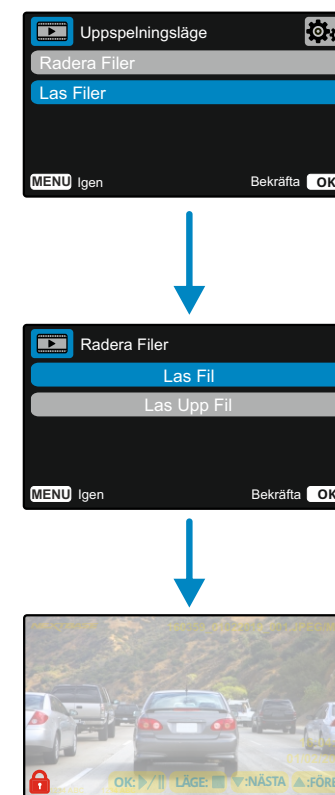 Uppspelningsläge
Radera Filer
Las Filer
MENU Igen Bekräfta OK
Radera Filer
Las Fil
Las Upp Fil
MENU Igen Bekräfta OK
OK: LÄGE: :NÄSTA :FÖRE